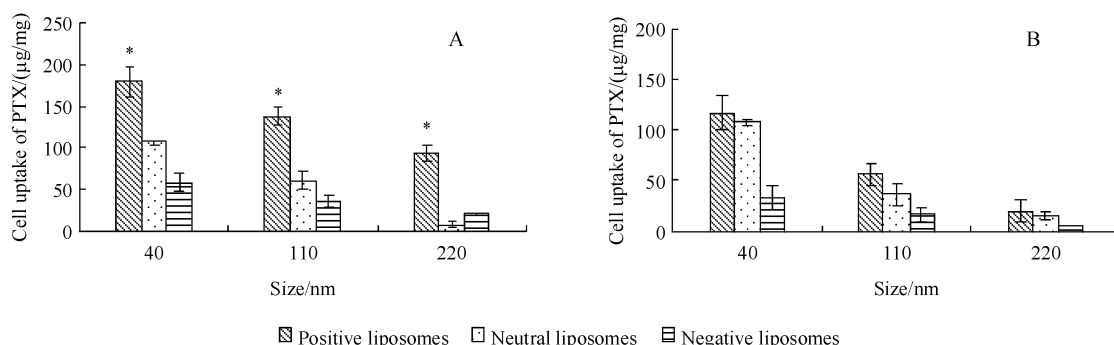 Cell uptake of PTX/(μg/mg)
250
200
150
100
50
0
A
*
*
*
40 110 220
Size/nm
Cell uptake of PTX/(μg/mg)
200
150
100
50
0
B
40 110 220
Size/nm
Positive liposomes Neutral liposomes Negative liposomes